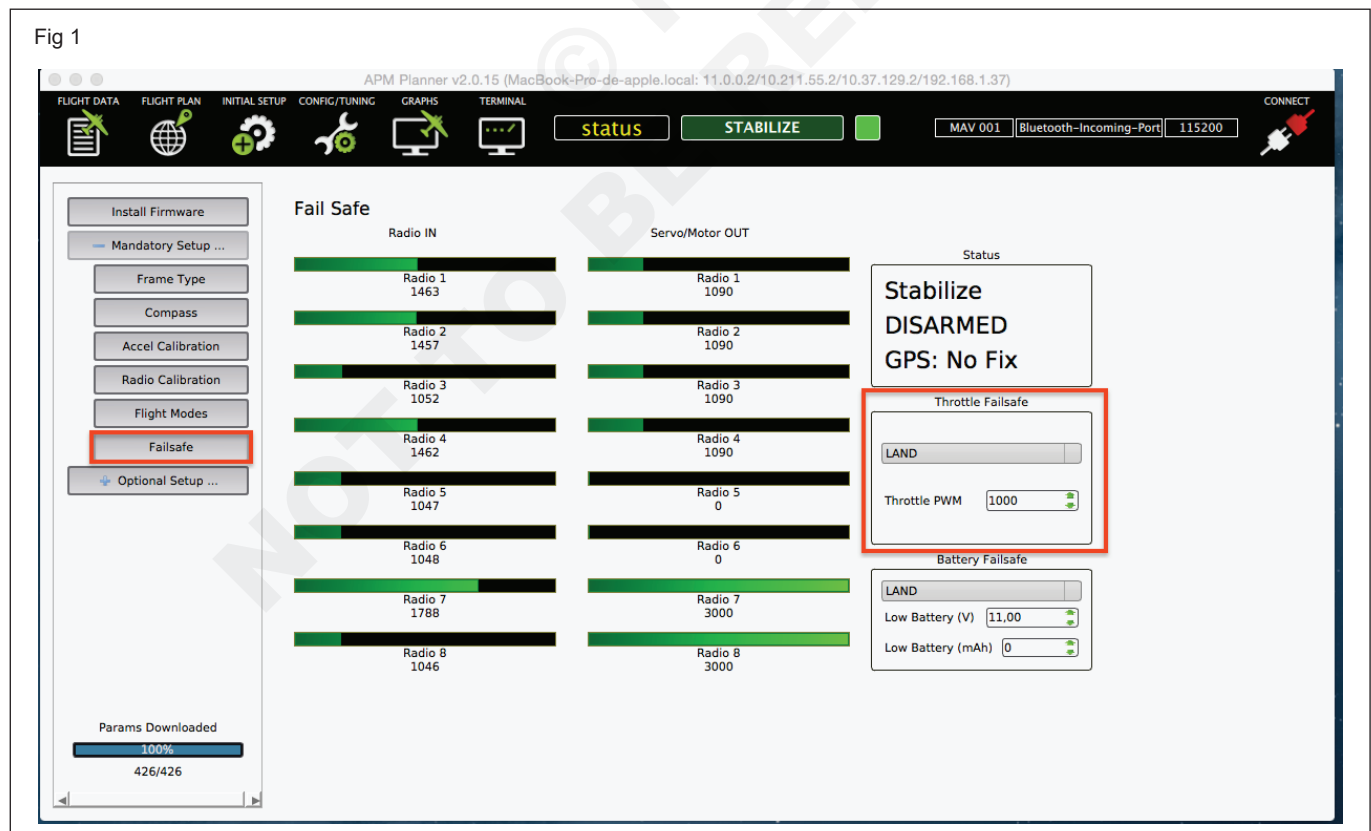 Fig 1
APM Planner v2.0.15 (MacBook-Pro-de-apple.local: 11.0.0.2/10.211.55.2/10.37.129.2/192.168.1.37)
FLIGHT DATA FLIGHT PLAN INITIAL SETUP CONFIG/TUNING GRAPHS TERMINAL CONNECT
status STABILIZE MAV 001 Bluetooth-Incoming-Port 115200
Install Firmware
Mandatory Setup ...
Frame Type
Compass
Accel Calibration
Radio Calibration
Flight Modes
Failsafe
Optional Setup ...
Params Downloaded
100%
426/426
Fail Safe
Radio IN
Radio 1
1463
Radio 2
1457
Radio 3
1052
Radio 4
1462
Radio 5
1047
Radio 6
1048
Radio 7
1788
Radio 8
1046
Servo/Motor OUT
Radio 1
1090
Radio 2
1090
Radio 3
1090
Radio 4
1090
Radio 5
0
Radio 6
0
Radio 7
3000
Radio 8
3000
Status
Stabilize
DISARMED
GPS: No Fix
Throttle Failsafe
LAND
Throttle PWM 1000
Battery Failsafe
LAND
Low Battery (V) 11,00
Low Battery (mAh) 0
NOT TO BE RE
©